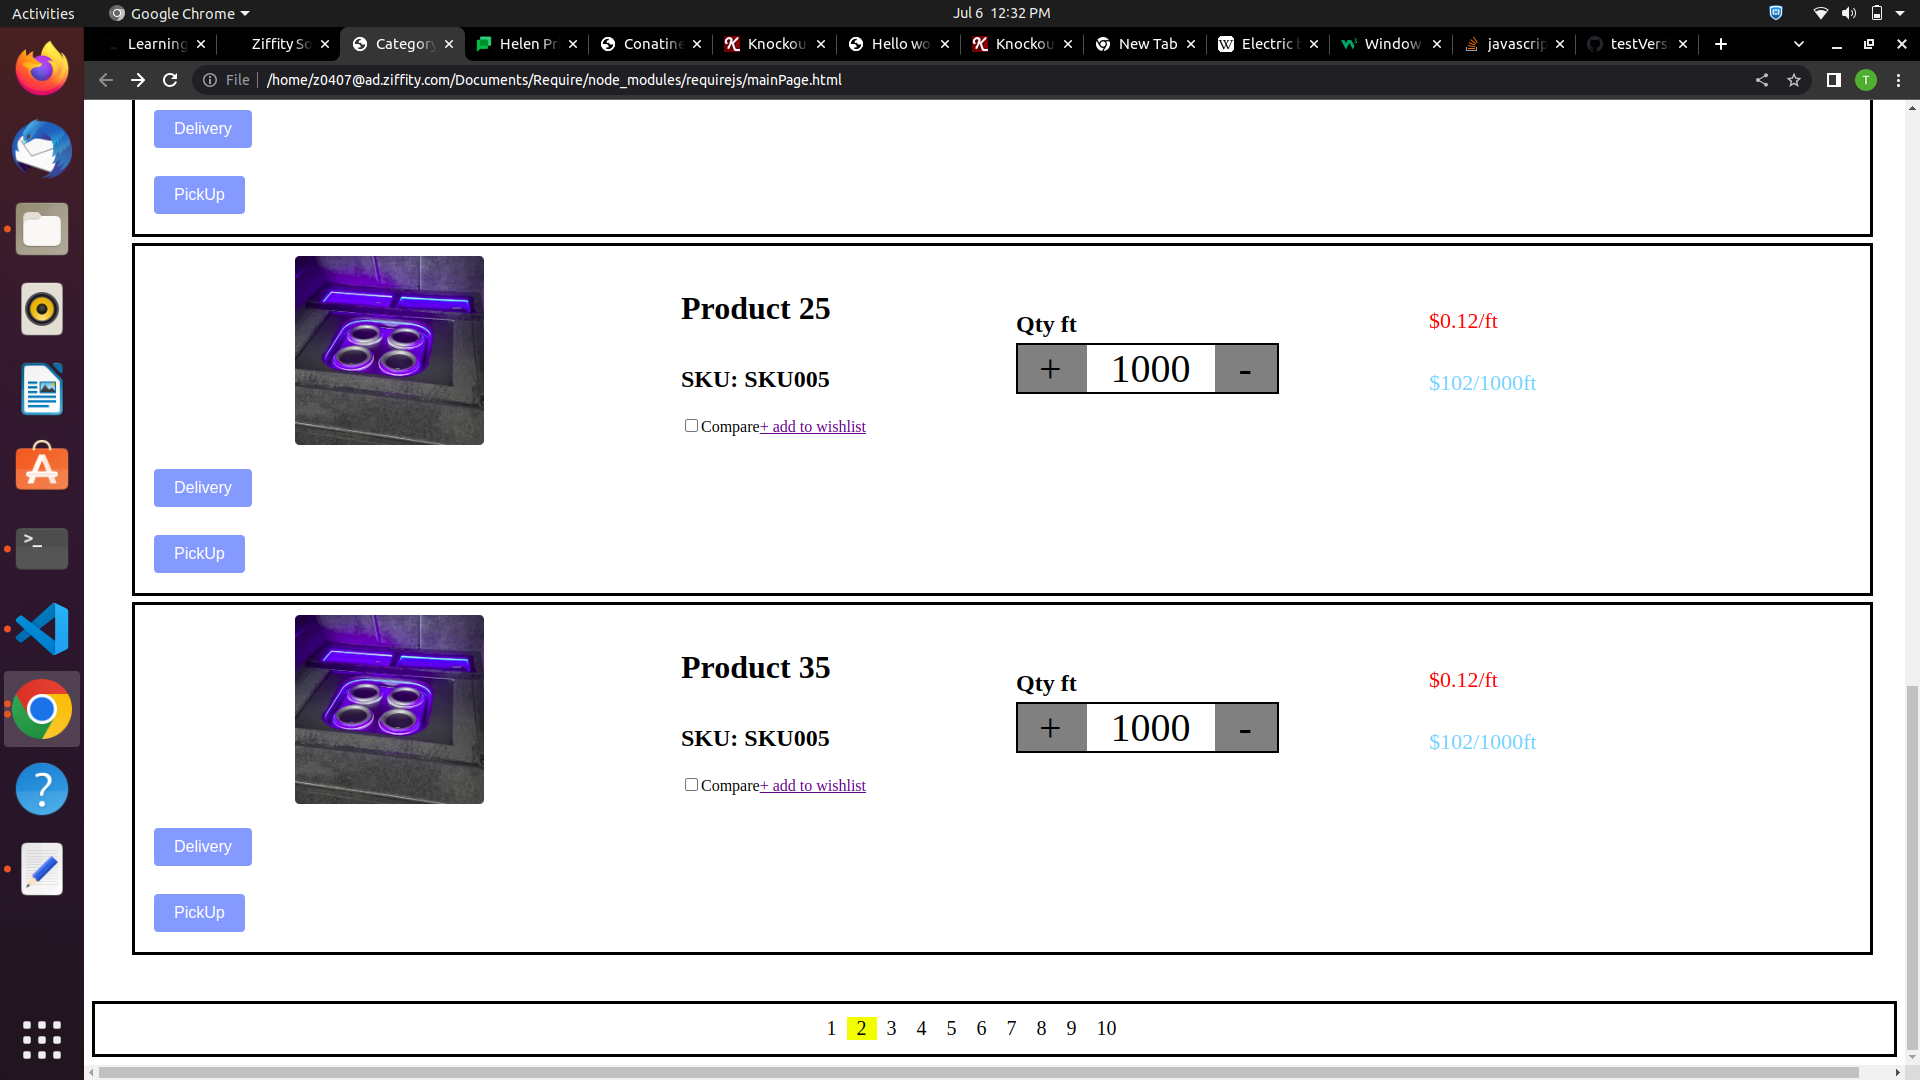 Activities Google Chrome Jul 6 12:32 PM
Learning Ziffity So Category Helen Pr Conatine Knockou Hello wo Knockou New Tab Electric Window javascrip testVersi
File /home/z0407@ad.ziffity.com/Documents/Require/node_modules/requirejs/mainPage.html T
Delivery
PickUp
Product 25
Qty ft
$0.12/ft
+ 1000 -
SKU: SKU005
$102/1000ft
Compare+ add to wishlist
Delivery
PickUp
Product 35
Qty ft
$0.12/ft
+ 1000 -
SKU: SKU005
$102/1000ft
Compare+ add to wishlist
Delivery
PickUp
1 2 3 4 5 6 7 8 9 10